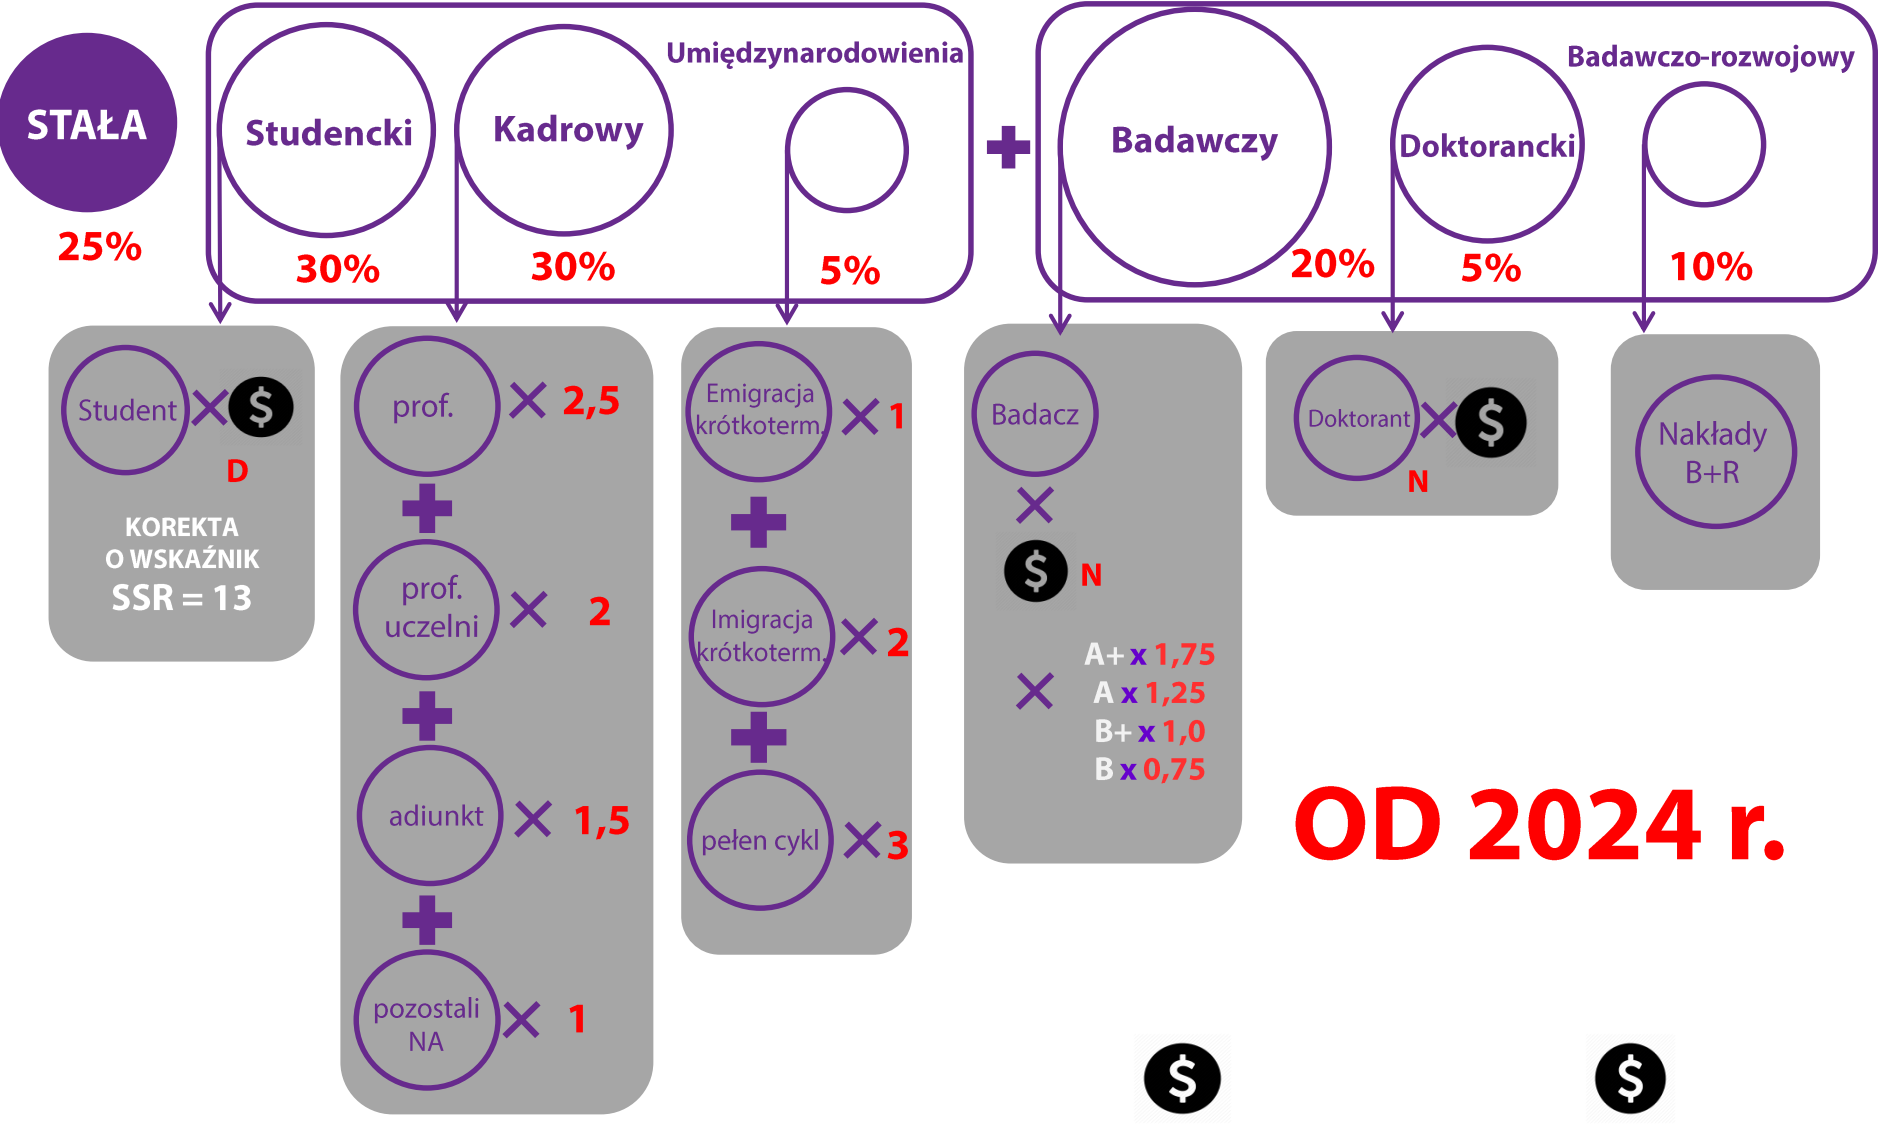 STAŁA
25%
Studencki
30%
Kadrowy
30%
Umiędzynarodowienia
5%
Badawczy
20%
Doktorancki
5%
Badawczo-rozwojowy
10%
Student
$
D
KOREKTA
O WSKAŹNIK
SSR = 13
prof.
2,5
prof.
uczelni
2
adiunkt
1,5
pozostali
NA
1
Emigracja
krótkoterm.
1
Imigracja
krótkoterm.
2
pełen cykl
3
Badacz
$
N
A+ x 1,75
A x 1,25
B+ x 1,0
B x 0,75
Doktorant
$
N
Nakłady
B+R
OD 2024 r.
$
$